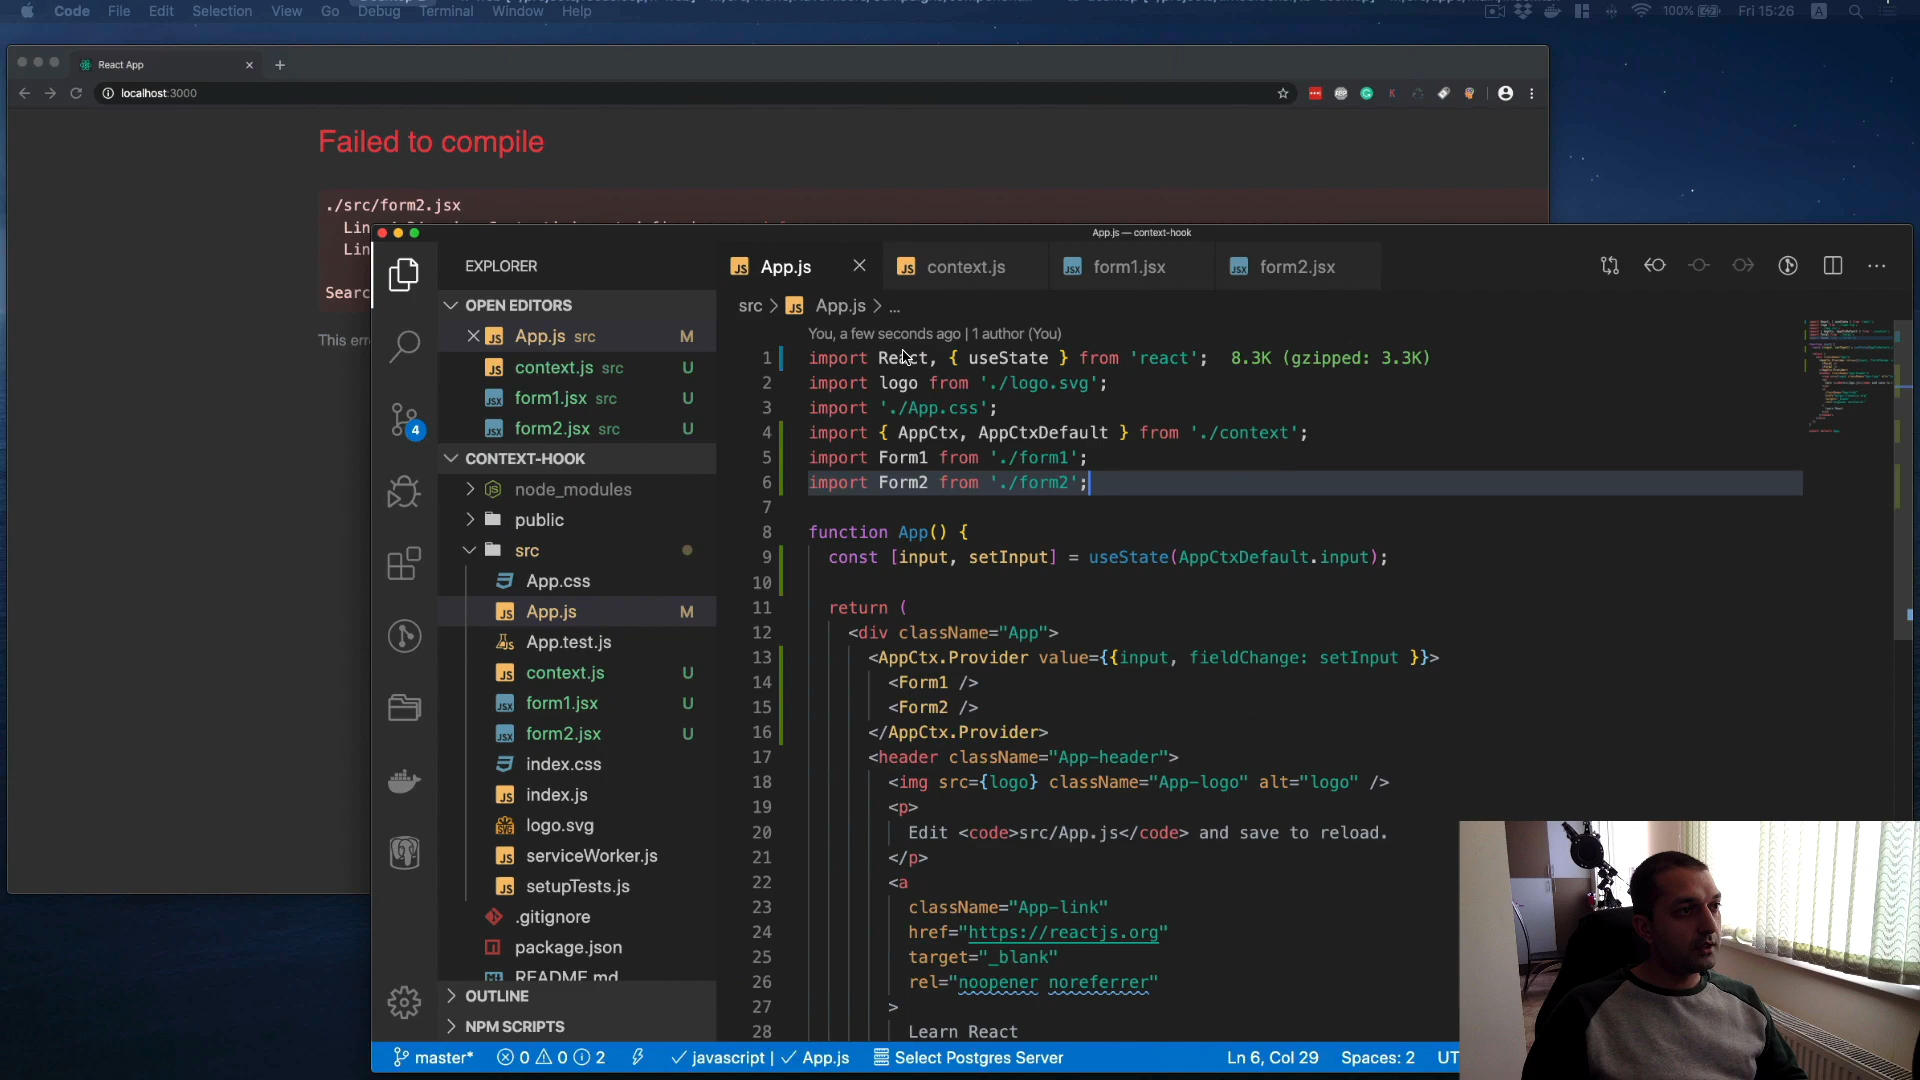 Code File Edit Selection View Go Debug Terminal Window Help
100% Fri 15:26 A
React App
localhost:3000
Failed to compile
./src/form2.jsx
Lin
Lin
Searc
This err
App.js — context-hook
EXPLORER
OPEN EDITORS
App.js src M
context.js src U
form1.jsx src U
form2.jsx src U
CONTEXT-HOOK
node_modules
public
src
App.css
App.js M
App.test.js
context.js U
form1.jsx U
form2.jsx U
index.css
index.js
logo.svg
serviceWorker.js
setupTests.js
.gitignore
package.json
README.md
OUTLINE
NPM SCRIPTS
4
App.js context.js form1.jsx form2.jsx
src > App.js > ...
You, a few seconds ago | 1 author (You)
1 import React, { useState } from 'react'; 8.3K (gzipped: 3.3K)
2 import logo from './logo.svg';
3 import './App.css';
4 import { AppCtx, AppCtxDefault } from './context';
5 import Form1 from './form1';
6 import Form2 from './form2';
7
8 function App() {
9 const [input, setInput] = useState(AppCtxDefault.input);
10
11 return (
12 <div className="App">
13 <AppCtx.Provider value={{input, fieldChange: setInput }}>
14 <Form1 />
15 <Form2 />
16 </AppCtx.Provider>
17 <header className="App-header">
18 <img src={logo} className="App-logo" alt="logo" />
19 <p>
20 Edit <code>src/App.js</code> and save to reload.
21 </p>
22 <a
23 className="App-link"
24 href="https://reactjs.org"
25 target="_blank"
26 rel="noopener noreferrer"
27 >
28 Learn React
master* 0 0 2 javascript | App.js Select Postgres Server Ln 6, Col 29 Spaces: 2 UT